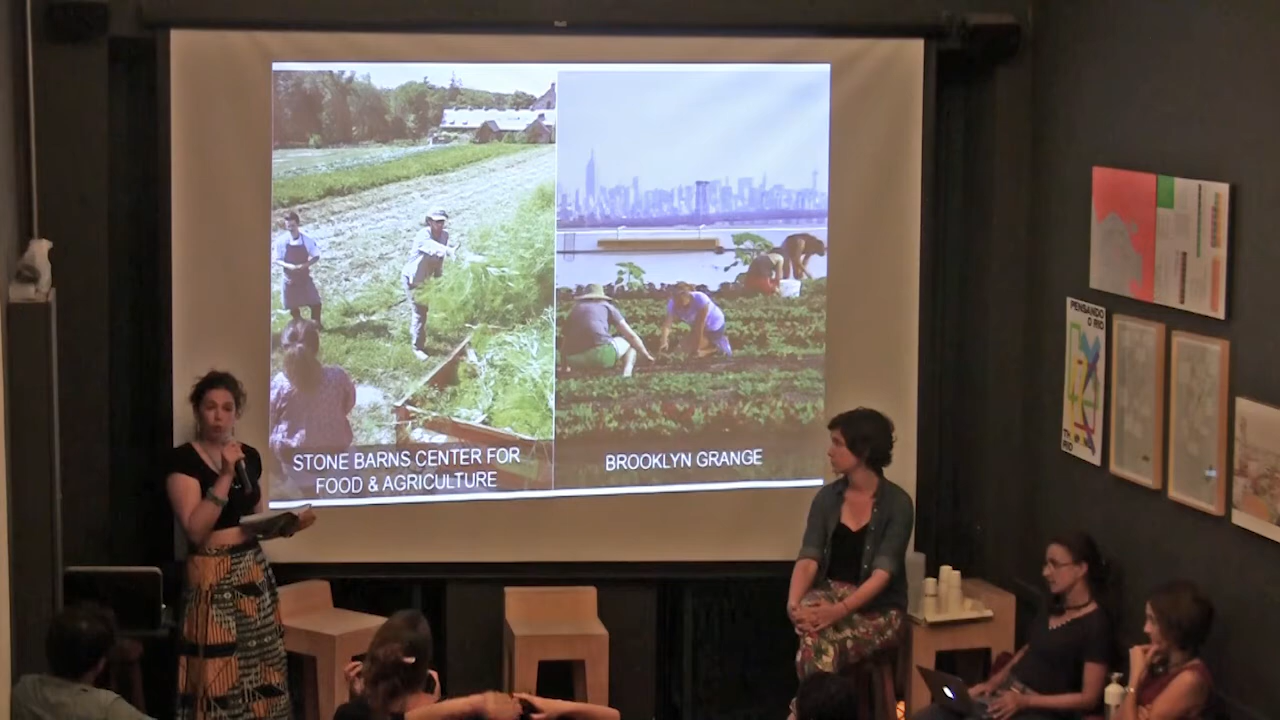 STONE BARNS CENTER FOR
FOOD & AGRICULTURE
BROOKLYN GRANGE
PENSANDO
O RIO